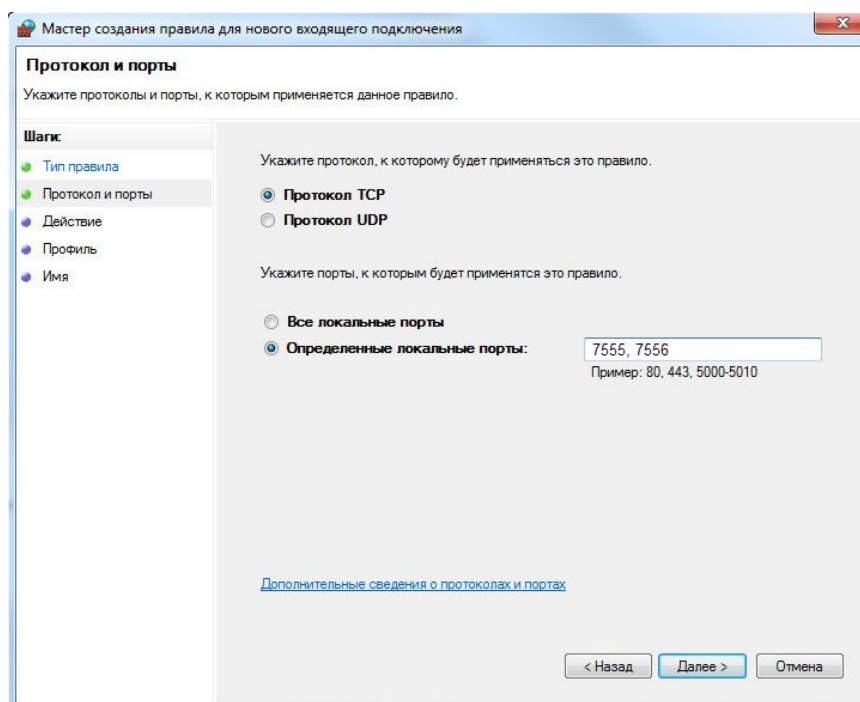 Мастер создания правила для нового входящего подключения
Протокол и порты
Укажите протоколы и порты, к которым применяется данное правило.
Шаги:
Тип правила
Протокол и порты
Действие
Профиль
Имя
Укажите протокол, к которому будет применяться это правило.
Протокол TCP
Протокол UDP
Укажите порты, к которым будет применятся это правило.
Все локальные порты
Определенные локальные порты:
7555, 7556
Пример: 80, 443, 5000-5010
Дополнительные сведения о протоколах и портах
< Назад
Далее >
Отмена